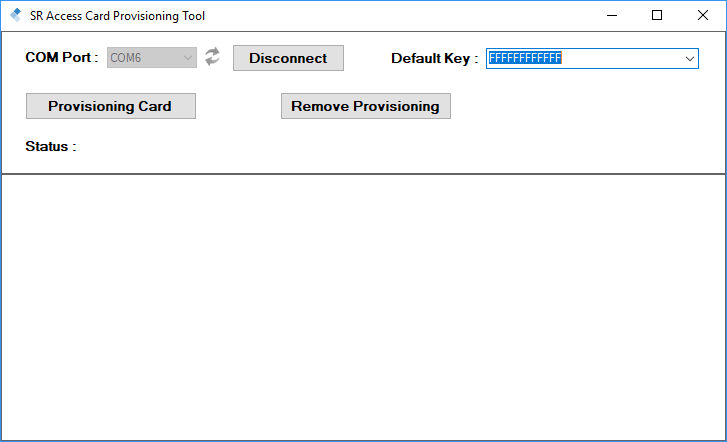 SR Access Card Provisioning Tool
COM Port : COM6 Disconnect Default Key : FFFFFFFFFFFF
Provisioning Card Remove Provisioning
Status :